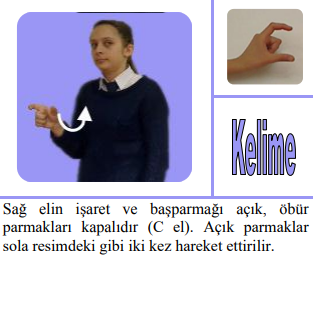 Kelime
Sağ elin işaret ve başparmağı açık, öbür
parmakları kapalıdır (C el). Açık parmaklar
sola resimdeki gibi iki kez hareket ettirilir.